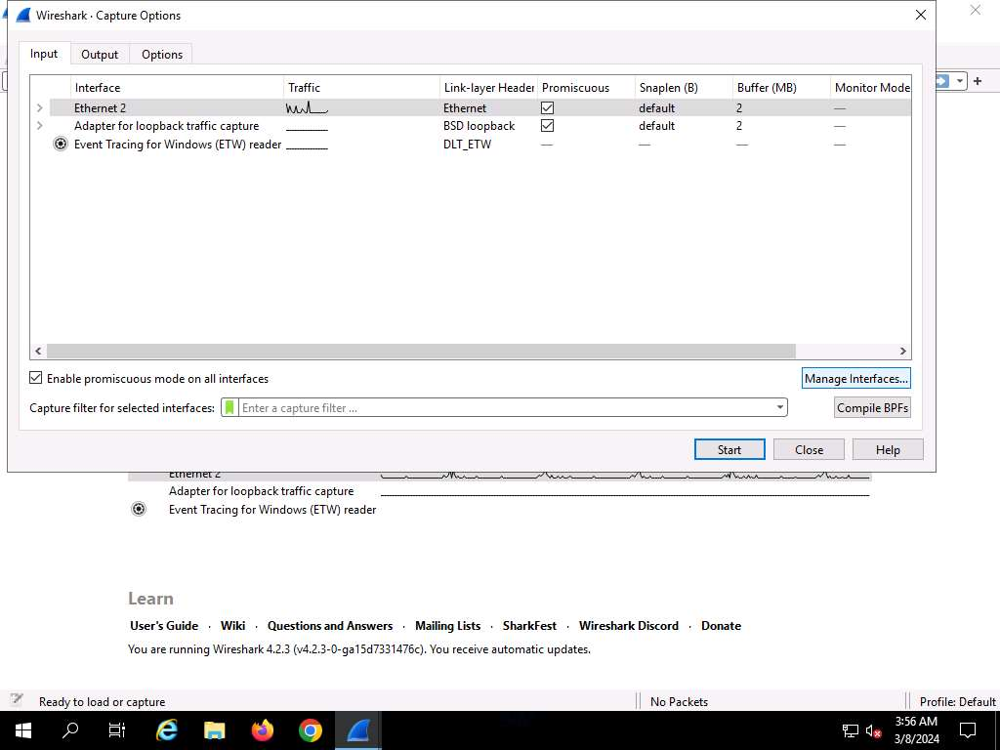 Wireshark · Capture Options
Input Output Options
Interface Traffic Link-layer Header Promiscuous Snaplen (B) Buffer (MB) Monitor Mode
Ethernet 2 Ethernet default 2 —
Adapter for loopback traffic capture BSD loopback default 2 —
Event Tracing for Windows (ETW) reader DLT_ETW — — — —
Enable promiscuous mode on all interfaces Manage Interfaces...
Capture filter for selected interfaces: Enter a capture filter ... Compile BPFs
Start Close Help
Ethernet 2
Adapter for loopback traffic capture
Event Tracing for Windows (ETW) reader
Learn
User's Guide · Wiki · Questions and Answers · Mailing Lists · SharkFest · Wireshark Discord · Donate
You are running Wireshark 4.2.3 (v4.2.3-0-ga15d7331476c). You receive automatic updates.
Ready to load or capture No Packets Profile: Default
3:56 AM
3/8/2024